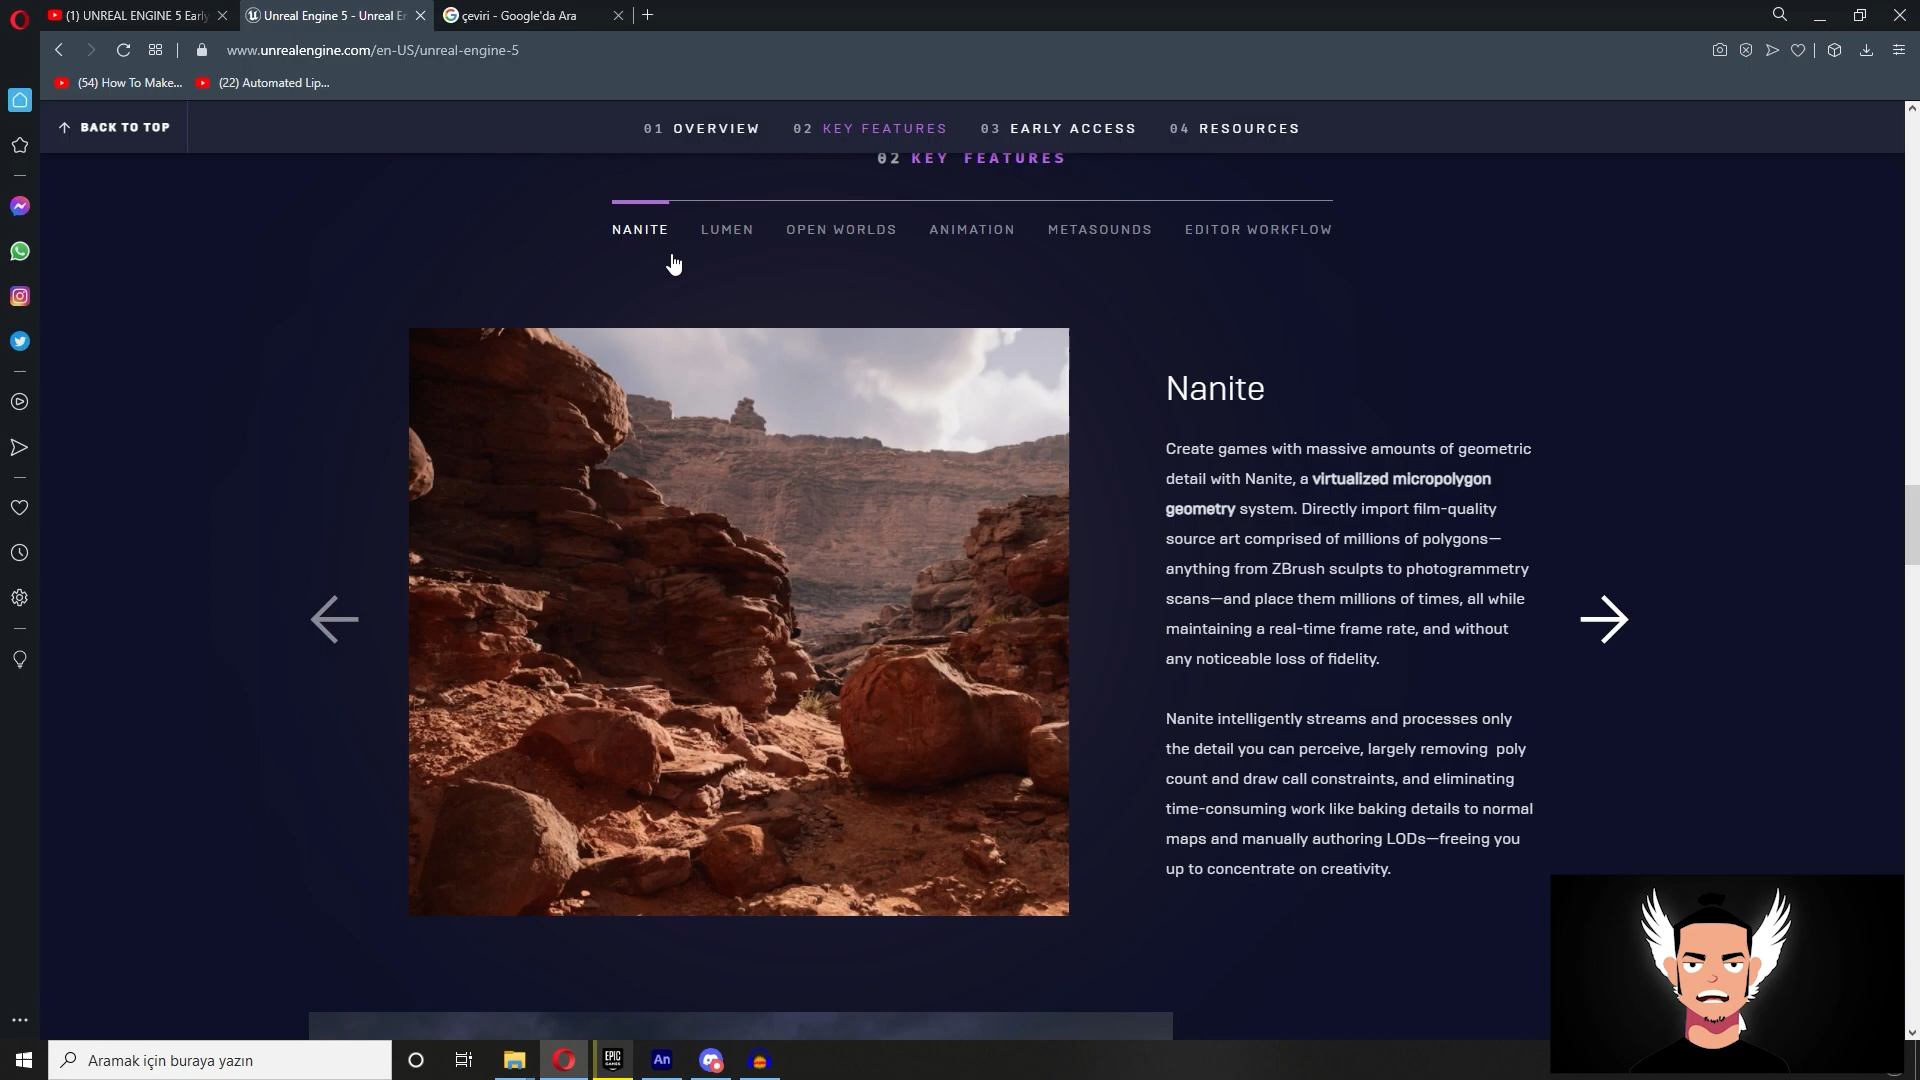 (1) UNREAL ENGINE 5 Early
Unreal Engine 5 - Unreal E
çeviri - Google'da Ara
www.unrealengine.com/en-US/unreal-engine-5
(54) How To Make...
(22) Automated Lip...
BACK TO TOP
01 OVERVIEW
02 KEY FEATURES
03 EARLY ACCESS
04 RESOURCES
02 KEY FEATURES
NANITE
LUMEN
OPEN WORLDS
ANIMATION
METASOUNDS
EDITOR WORKFLOW
Nanite
Create games with massive amounts of geometric
detail with Nanite, a virtualized micropolygon
geometry system. Directly import film-quality
source art comprised of millions of polygons—
anything from ZBrush sculpts to photogrammetry
scans—and place them millions of times, all while
maintaining a real-time frame rate, and without
any noticeable loss of fidelity.
Nanite intelligently streams and processes only
the detail you can perceive, largely removing poly
count and draw call constraints, and eliminating
time-consuming work like baking details to normal
maps and manually authoring LODs—freeing you
up to concentrate on creativity.
Aramak için buraya yazın
EPIC
GAMES
An